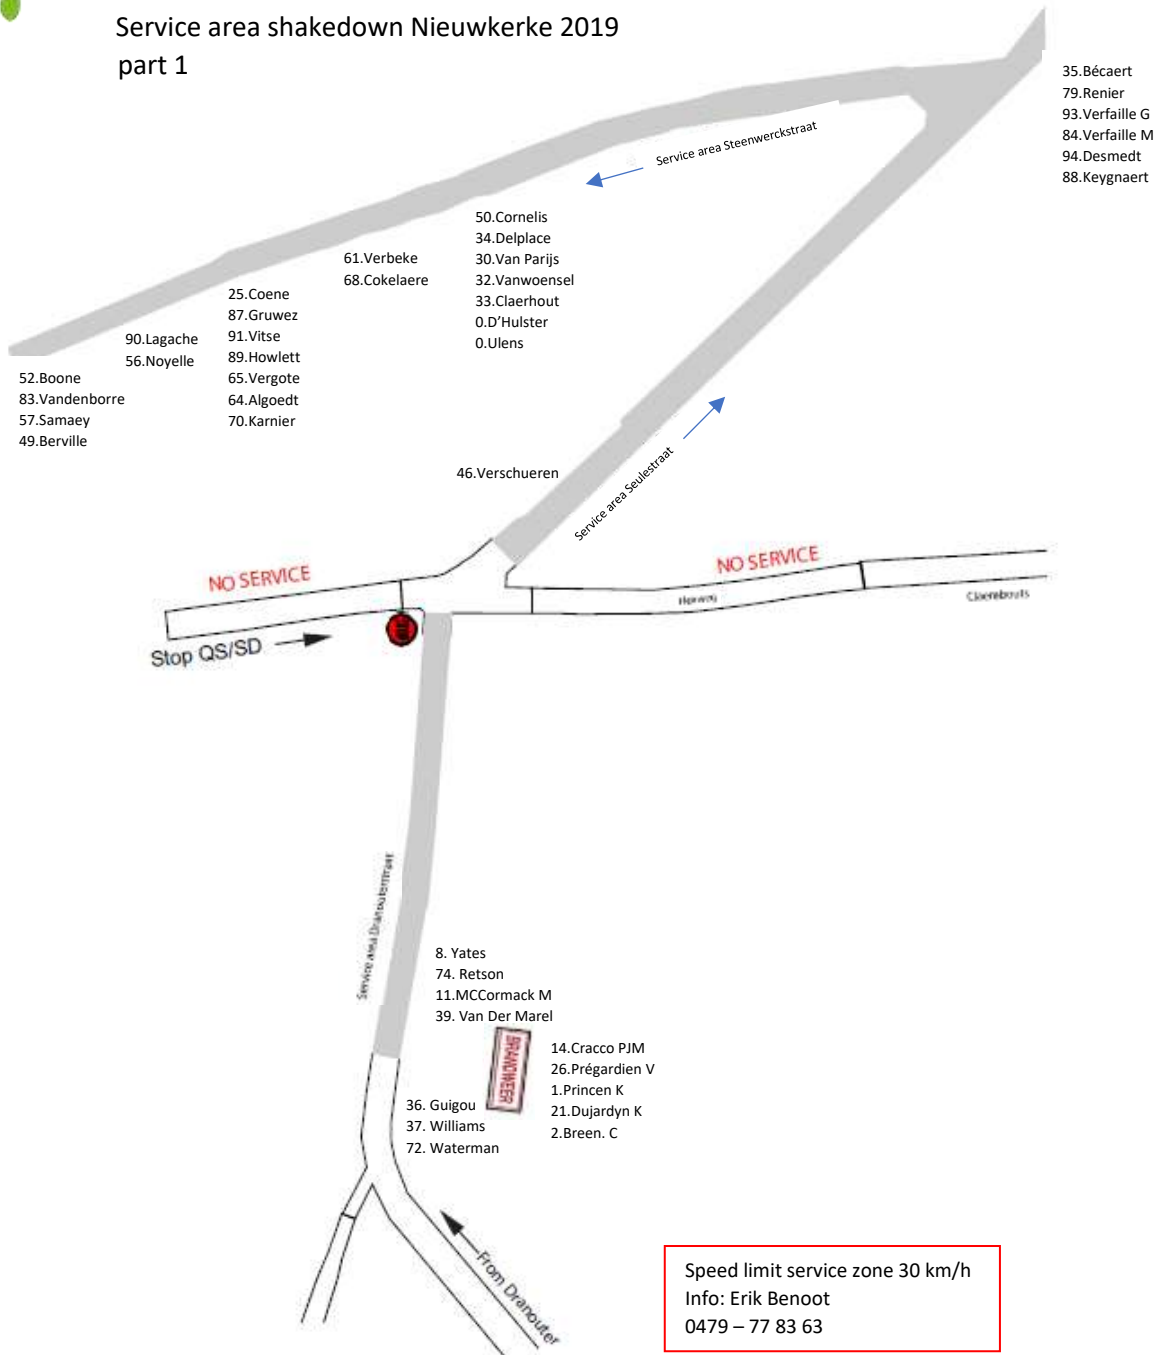 Service area shakedown Nieuwkerke 2019
part 1
35.Bécaert
79.Renier
93.Verfaille G
84.Verfaille M
94.Desmedt
88.Keygnaert
Service area Steenwerckstraat
50.Cornelis
34.Delplace
30.Van Parijs
32.Vanwoensel
33.Claerhout
0.D'Hulster
0.Ulens
61.Verbeke
68.Cokelaere
25.Coene
87.Gruwez
91.Vitse
89.Howlett
65.Vergote
64.Algoedt
70.Karnier
90.Lagache
56.Noyelle
52.Boone
83.Vandenborre
57.Samaey
49.Berville
46.Verschueren
Service area Seulestraat
NO SERVICE
NO SERVICE
Claerebouts
Stop QS/SD
Service area Dranouterstraat
8. Yates
74. Retson
11.MCCormack M
39. Van Der Marel
BRANDWEER
14.Cracco PJM
26.Prégardien V
1.Princen K
21.Dujardyn K
2.Breen. C
36. Guigou
37. Williams
72. Waterman
From Dranouter
Speed limit service zone 30 km/h
Info: Erik Benoot
0479 – 77 83 63